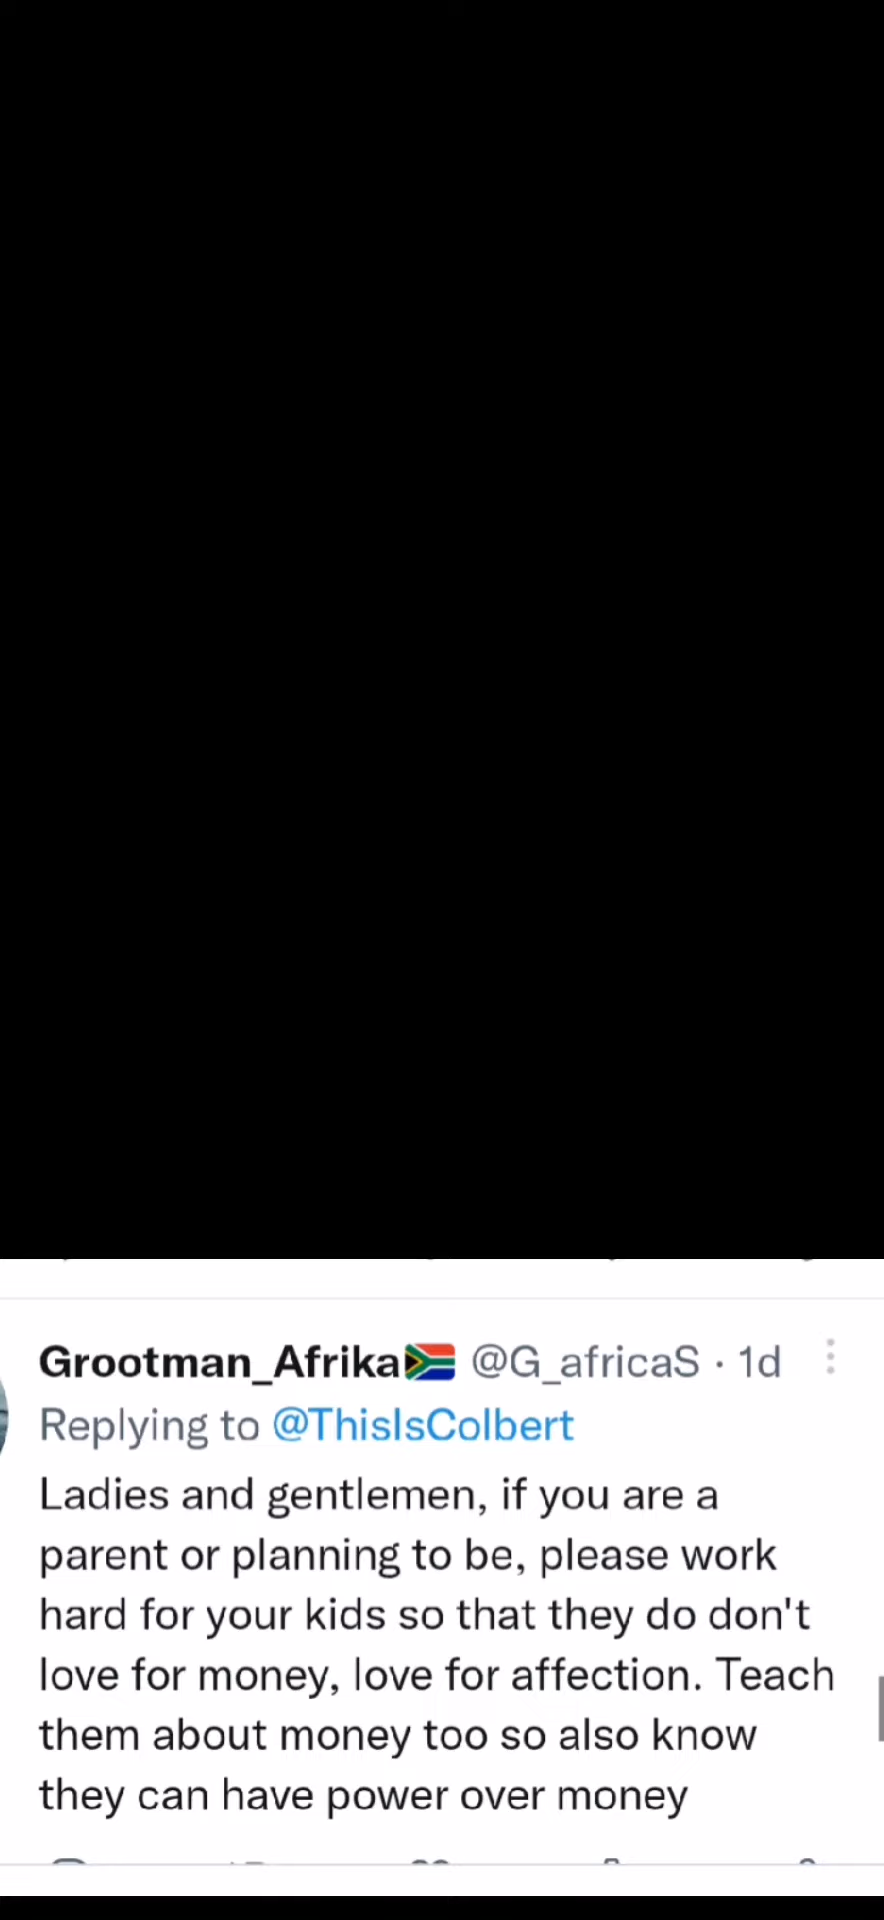 Grootman_Afrika🇿🇦 @G_africaS · 1d
Replying to @ThisIsColbert
Ladies and gentlemen, if you are a
parent or planning to be, please work
hard for your kids so that they do don't
love for money, love for affection. Teach
them about money too so also know
they can have power over money